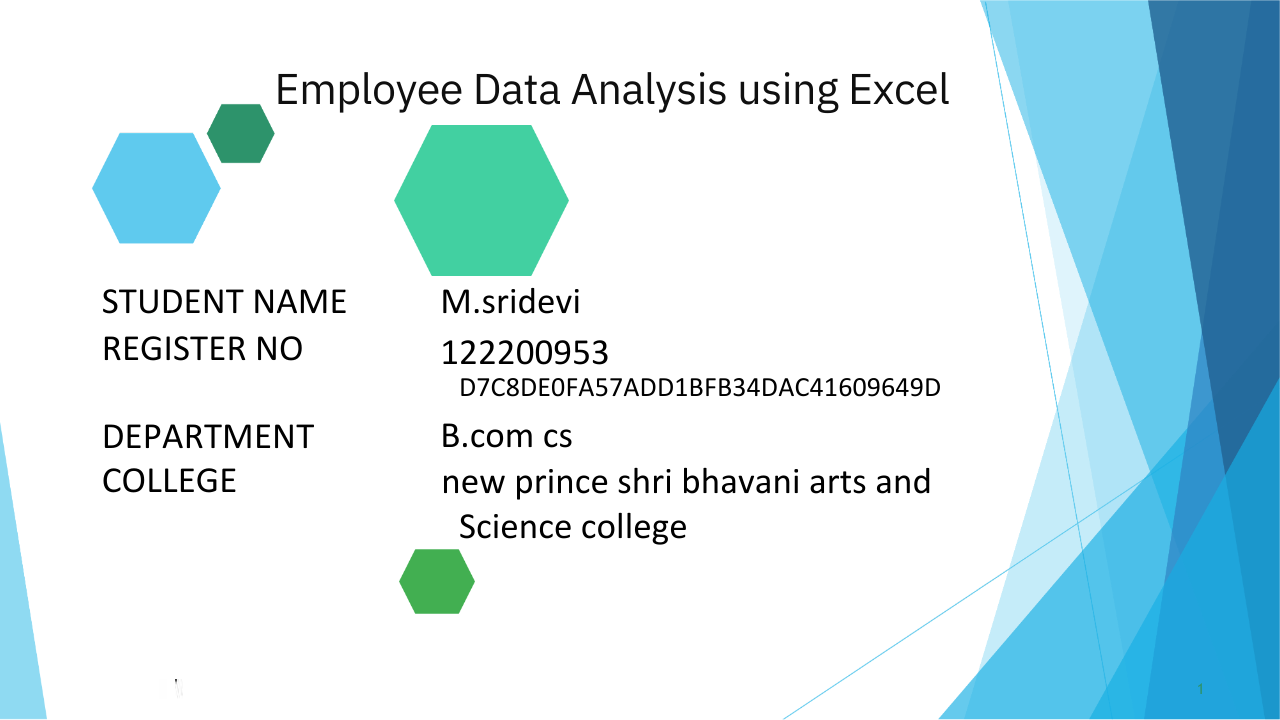 Employee Data Analysis using Excel
STUDENT NAME M.sridevi
REGISTER NO 122200953
D7C8DE0FA57ADD1BFB34DAC41609649D
DEPARTMENT B.com cs
COLLEGE new prince shri bhavani arts and
Science college
1